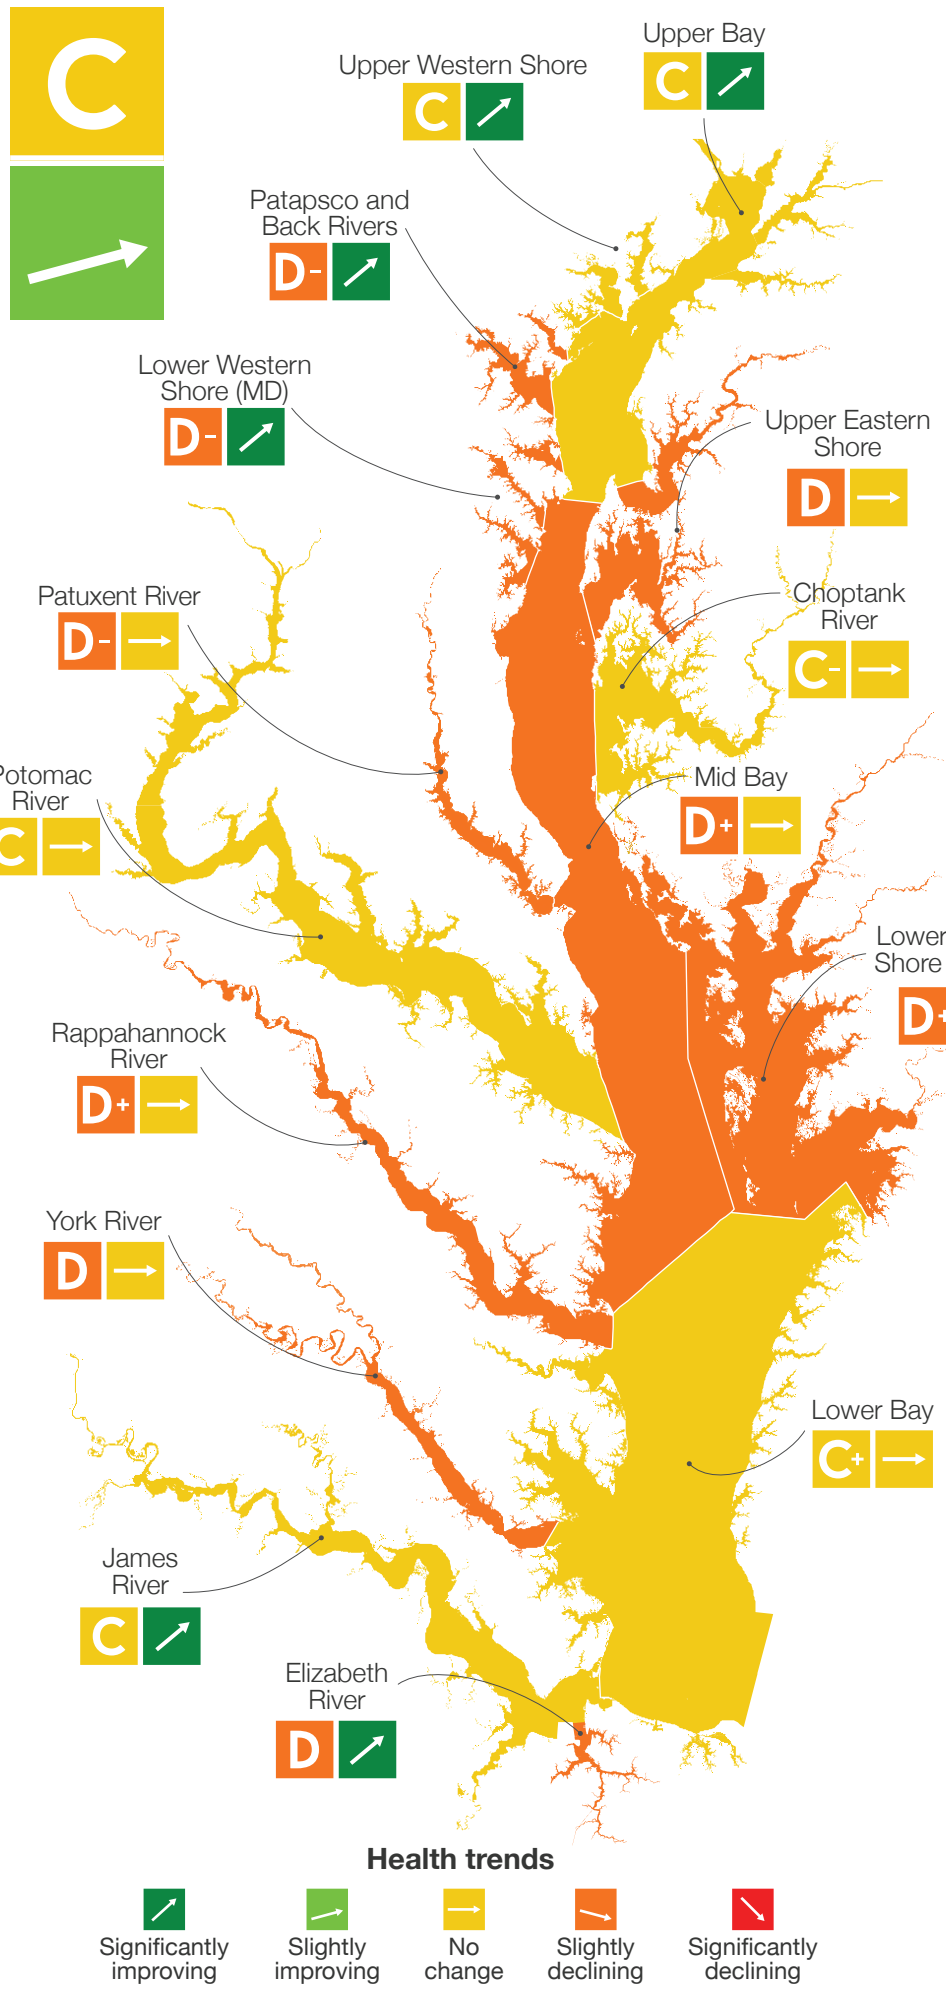 C
Upper Bay
C
Upper Western Shore
C
Patapsco and
Back Rivers
D-
Lower Western
Shore (MD)
D-
Upper Eastern
Shore
D
Patuxent River
D-
Choptank
River
C-
Potomac
River
C
Mid Bay
D+
Lower
Shore
D+
Rappahannock
River
D+
York River
D
Lower Bay
C+
James
River
C
Elizabeth
River
D
Health trends
Significantly
improving
Slightly
improving
No
change
Slightly
declining
Significantly
declining